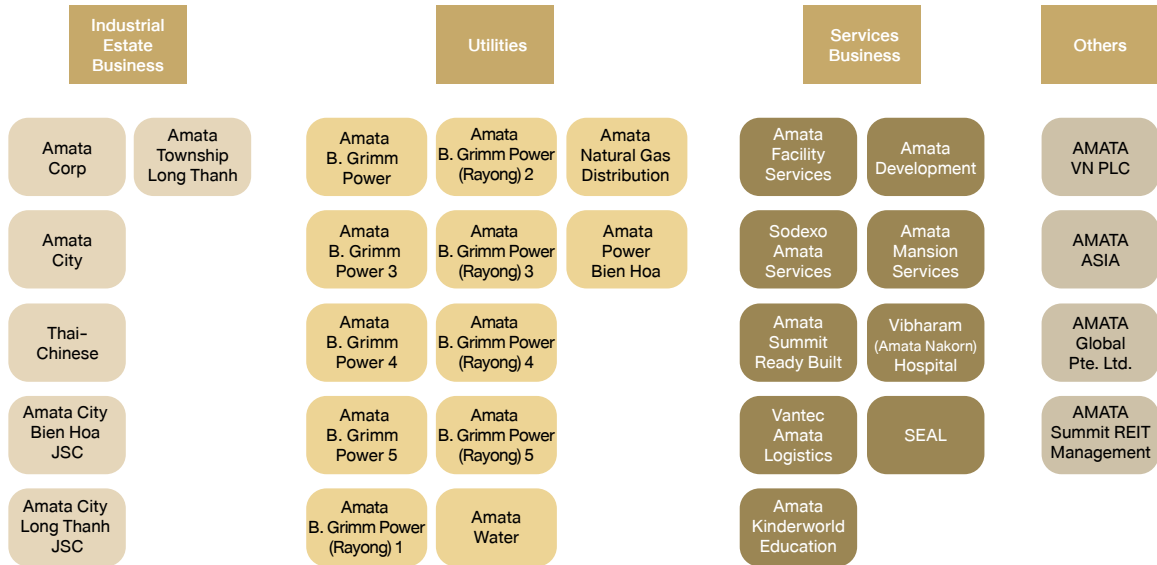 Industrial
Estate
Business
Utilities
Services
Business
Others
Amata
Corp
Amata
Township
Long Thanh
Amata
City
Thai-
Chinese
Amata City
Bien Hoa
JSC
Amata City
Long Thanh
JSC
Amata
B. Grimm
Power
Amata
B. Grimm Power
(Rayong) 2
Amata
Natural Gas
Distribution
Amata
B. Grimm
Power 3
Amata
B. Grimm Power
(Rayong) 3
Amata
Power
Bien Hoa
Amata
B. Grimm
Power 4
Amata
B. Grimm Power
(Rayong) 4
Amata
B. Grimm
Power 5
Amata
B. Grimm Power
(Rayong) 5
Amata
B. Grimm Power
(Rayong) 1
Amata
Water
Amata
Facility
Services
Amata
Development
Sodexo
Amata
Services
Amata
Mansion
Services
Amata
Summit
Ready Built
Vibharam
(Amata Nakorn)
Hospital
Vantec
Amata
Logistics
SEAL
Amata
Kinderworld
Education
AMATA
VN PLC
AMATA
ASIA
AMATA
Global
Pte. Ltd.
AMATA
Summit REIT
Management